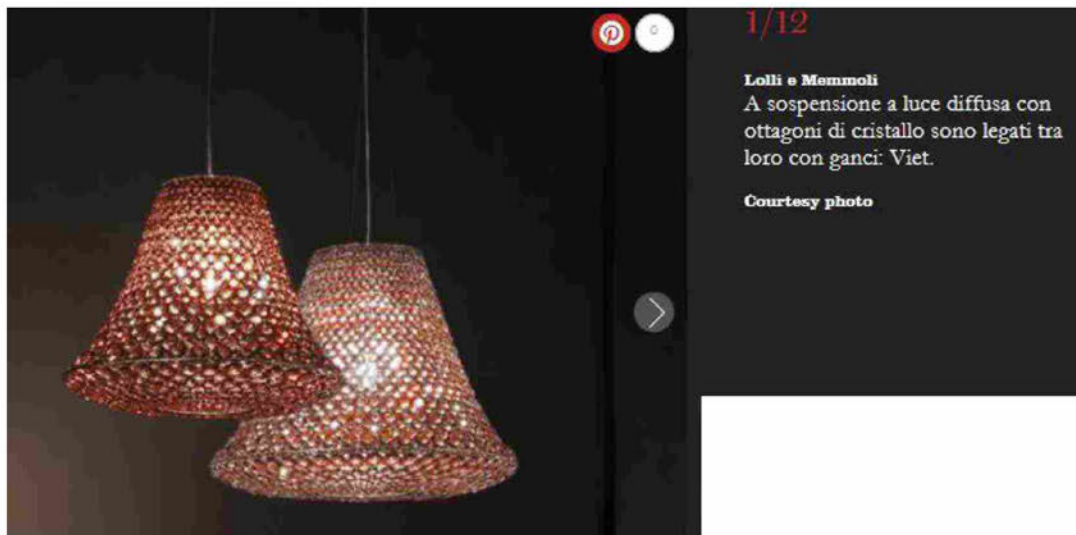 1/12
Lolli e Memmoli
A sospensione a luce diffusa con
ottagoni di cristallo sono legati tra
loro con ganci: Viet.
Courtesy photo
0